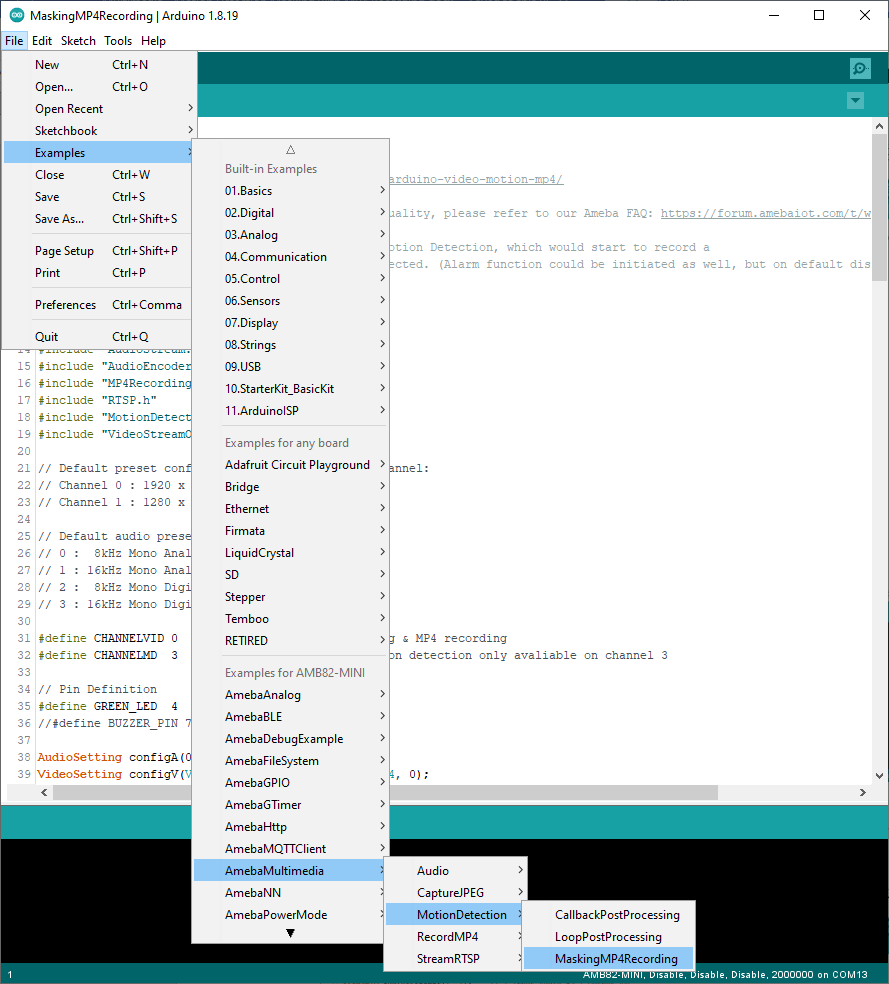 MaskingMP4Recording | Arduino 1.8.19
File Edit Sketch Tools Help
New Ctrl+N
Open... Ctrl+O
Open Recent
Sketchbook
Examples
Close Ctrl+W
Save Ctrl+S
Save As... Ctrl+Shift+S
Page Setup Ctrl+Shift+P
Print Ctrl+P
Preferences Ctrl+Comma
Quit Ctrl+Q
Built-in Examples
01.Basics
02.Digital
03.Analog
04.Communication
05.Control
06.Sensors
07.Display
08.Strings
09.USB
10.StarterKit_BasicKit
11.ArduinoISP
Examples for any board
Adafruit Circuit Playground
Bridge
Ethernet
Firmata
LiquidCrystal
SD
Stepper
Temboo
RETIRED
Examples for AMB82-MINI
AmebaAnalog
AmebaBLE
AmebaDebugExample
AmebaFileSystem
AmebaGPIO
AmebaGTimer
AmebaHttp
AmebaMQTTClient
AmebaMultimedia
AmebaNN
AmebaPowerMode
Audio
CaptureJPEG
MotionDetection
RecordMP4
StreamRTSP
CallbackPostProcessing
LoopPostProcessing
MaskingMP4Recording
arduino-video-motion-mp4/
uality, please refer to our Ameba FAQ: https://forum.amebaiot.com/t/w
otion Detection, which would start to record a
ected. (Alarm function could be initiated as well, but on default dis
14 #include "AudioStream.
15 #include "AudioEncoder
16 #include "MP4Recording
17 #include "RTSP.h"
18 #include "MotionDetect
19 #include "VideoStreamO
20
21 // Default preset conf annel:
22 // Channel 0 : 1920 x
23 // Channel 1 : 1280 x
24
25 // Default audio prese
26 // 0 :  8kHz Mono Anal
27 // 1 : 16kHz Mono Anal
28 // 2 :  8kHz Mono Digi
29 // 3 : 16kHz Mono Digi
30
31 #define CHANNELVID 0 g & MP4 recording
32 #define CHANNELMD  3 on detection only avaliable on channel 3
33
34 // Pin Definition
35 #define GREEN_LED  4
36 //#define BUZZER_PIN 7
37
38 AudioSetting configA(0
39 VideoSetting configV(V 4, 0);
1
AMB82-MINI, Disable, Disable, Disable, 2000000 on COM13